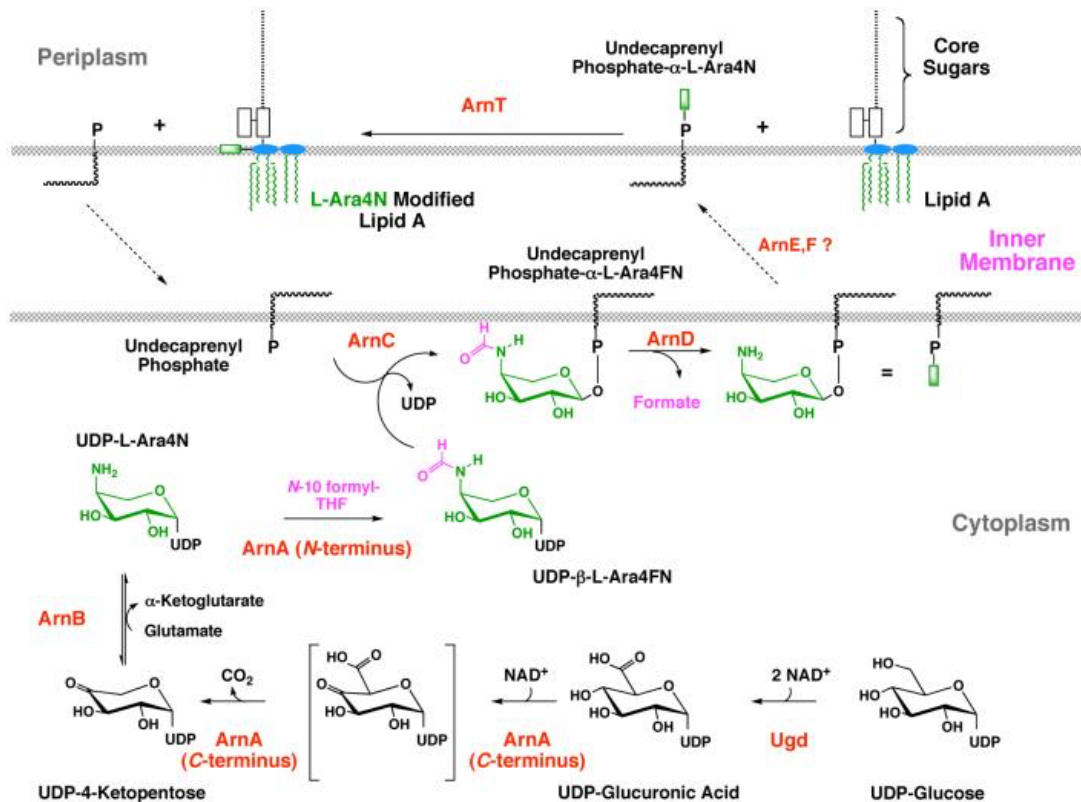 Periplasm
Undecaprenyl
Phosphate-α-L-Ara4N
Core
Sugars
ArnT
P
+
P
+
L-Ara4N Modified
Lipid A
Lipid A
ArnE,F ?
Inner
Membrane
Undecaprenyl
Phosphate-α-L-Ara4FN
Undecaprenyl
Phosphate
P
ArnC
UDP
H
O
N
H
O
HO
OH
P
O
ArnD
Formate
NH2
O
HO
OH
P
O
=
P
UDP-L-Ara4N
NH2
O
HO
OH
UDP
N-10 formyl-
THF
ArnA (N-terminus)
H
O
N
H
O
HO
OH
UDP
UDP-β-L-Ara4FN
Cytoplasm
ArnB
α-Ketoglutarate
Glutamate
O
O
HO
OH
UDP
UDP-4-Ketopentose
CO2
ArnA
(C-terminus)
HO
O
O
O
HO
OH
UDP
NAD+
ArnA
(C-terminus)
HO
O
HO
O
HO
OH
UDP
UDP-Glucuronic Acid
2 NAD+
Ugd
HO
HO
O
HO
OH
UDP
UDP-Glucose